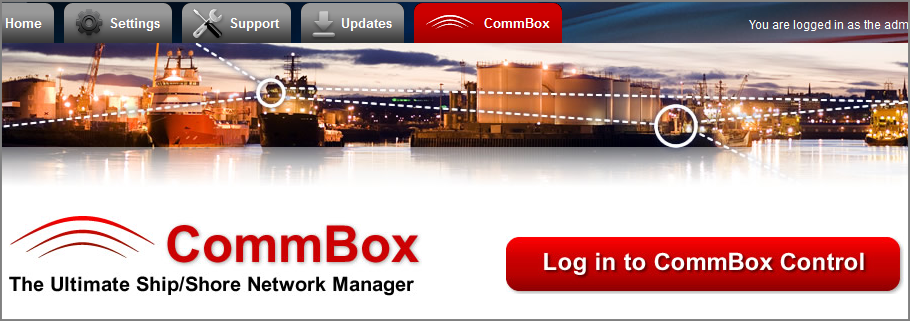 Home Settings Support Updates CommBox You are logged in as the adm
CommBox
The Ultimate Ship/Shore Network Manager
Log in to CommBox Control